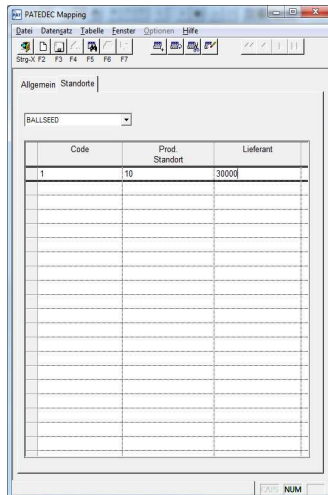 PATEDEC Mapping
Datei Datensatz Tabelle Fenster Optionen Hilfe
Strg-X F2 F3 F4 F5 F6 F7
Allgemein Standorte
BALLSEED
Code Prod. Standort Lieferant
1 10 30000
CAPS NUM